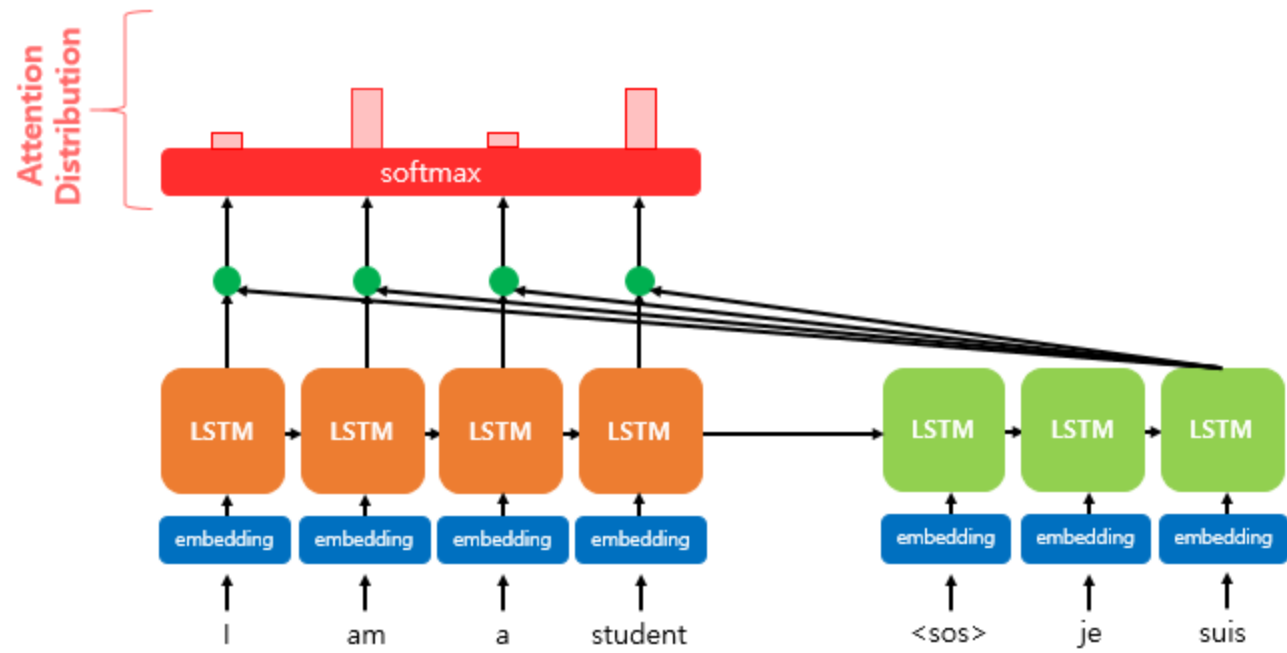 Attention
Distribution
softmax
LSTM LSTM LSTM LSTM LSTM LSTM LSTM
embedding embedding embedding embedding embedding embedding embedding
I am a student <sos> je suis